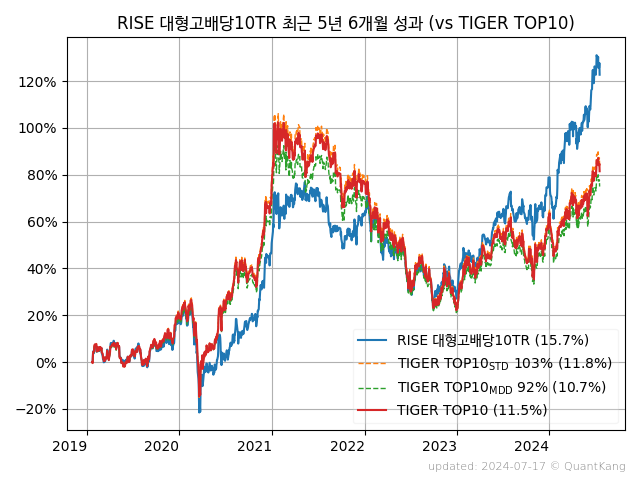 RISE 대형고배당10TR 최근 5년 6개월 성과 (vs TIGER TOP10)
120%
100%
80%
60%
40%
20%
0%
−20%
RISE 대형고배당10TR (15.7%)
TIGER TOP10STD 103% (11.8%)
TIGER TOP10MDD 92% (10.7%)
TIGER TOP10 (11.5%)
2019 2020 2021 2022 2023 2024
updated: 2024-07-17 © QuantKang